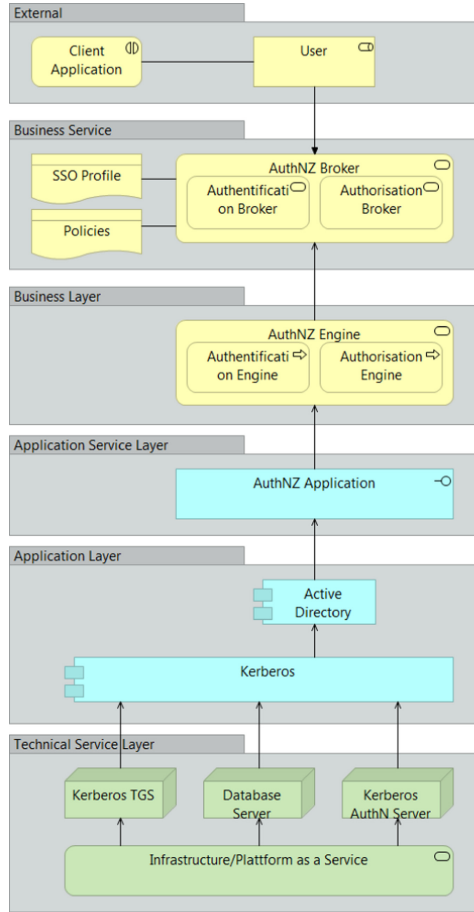 External
Client
Application
User
Business Service
SSO Profile
Policies
AuthNZ Broker
Authentificati
on Broker
Authorisation
Broker
Business Layer
AuthNZ Engine
Authentificati
on Engine
Authorisation
Engine
Application Service Layer
AuthNZ Application
Application Layer
Active
Directory
Kerberos
Technical Service Layer
Kerberos TGS
Database
Server
Kerberos
AuthN Server
Infrastructure/Plattform as a Service